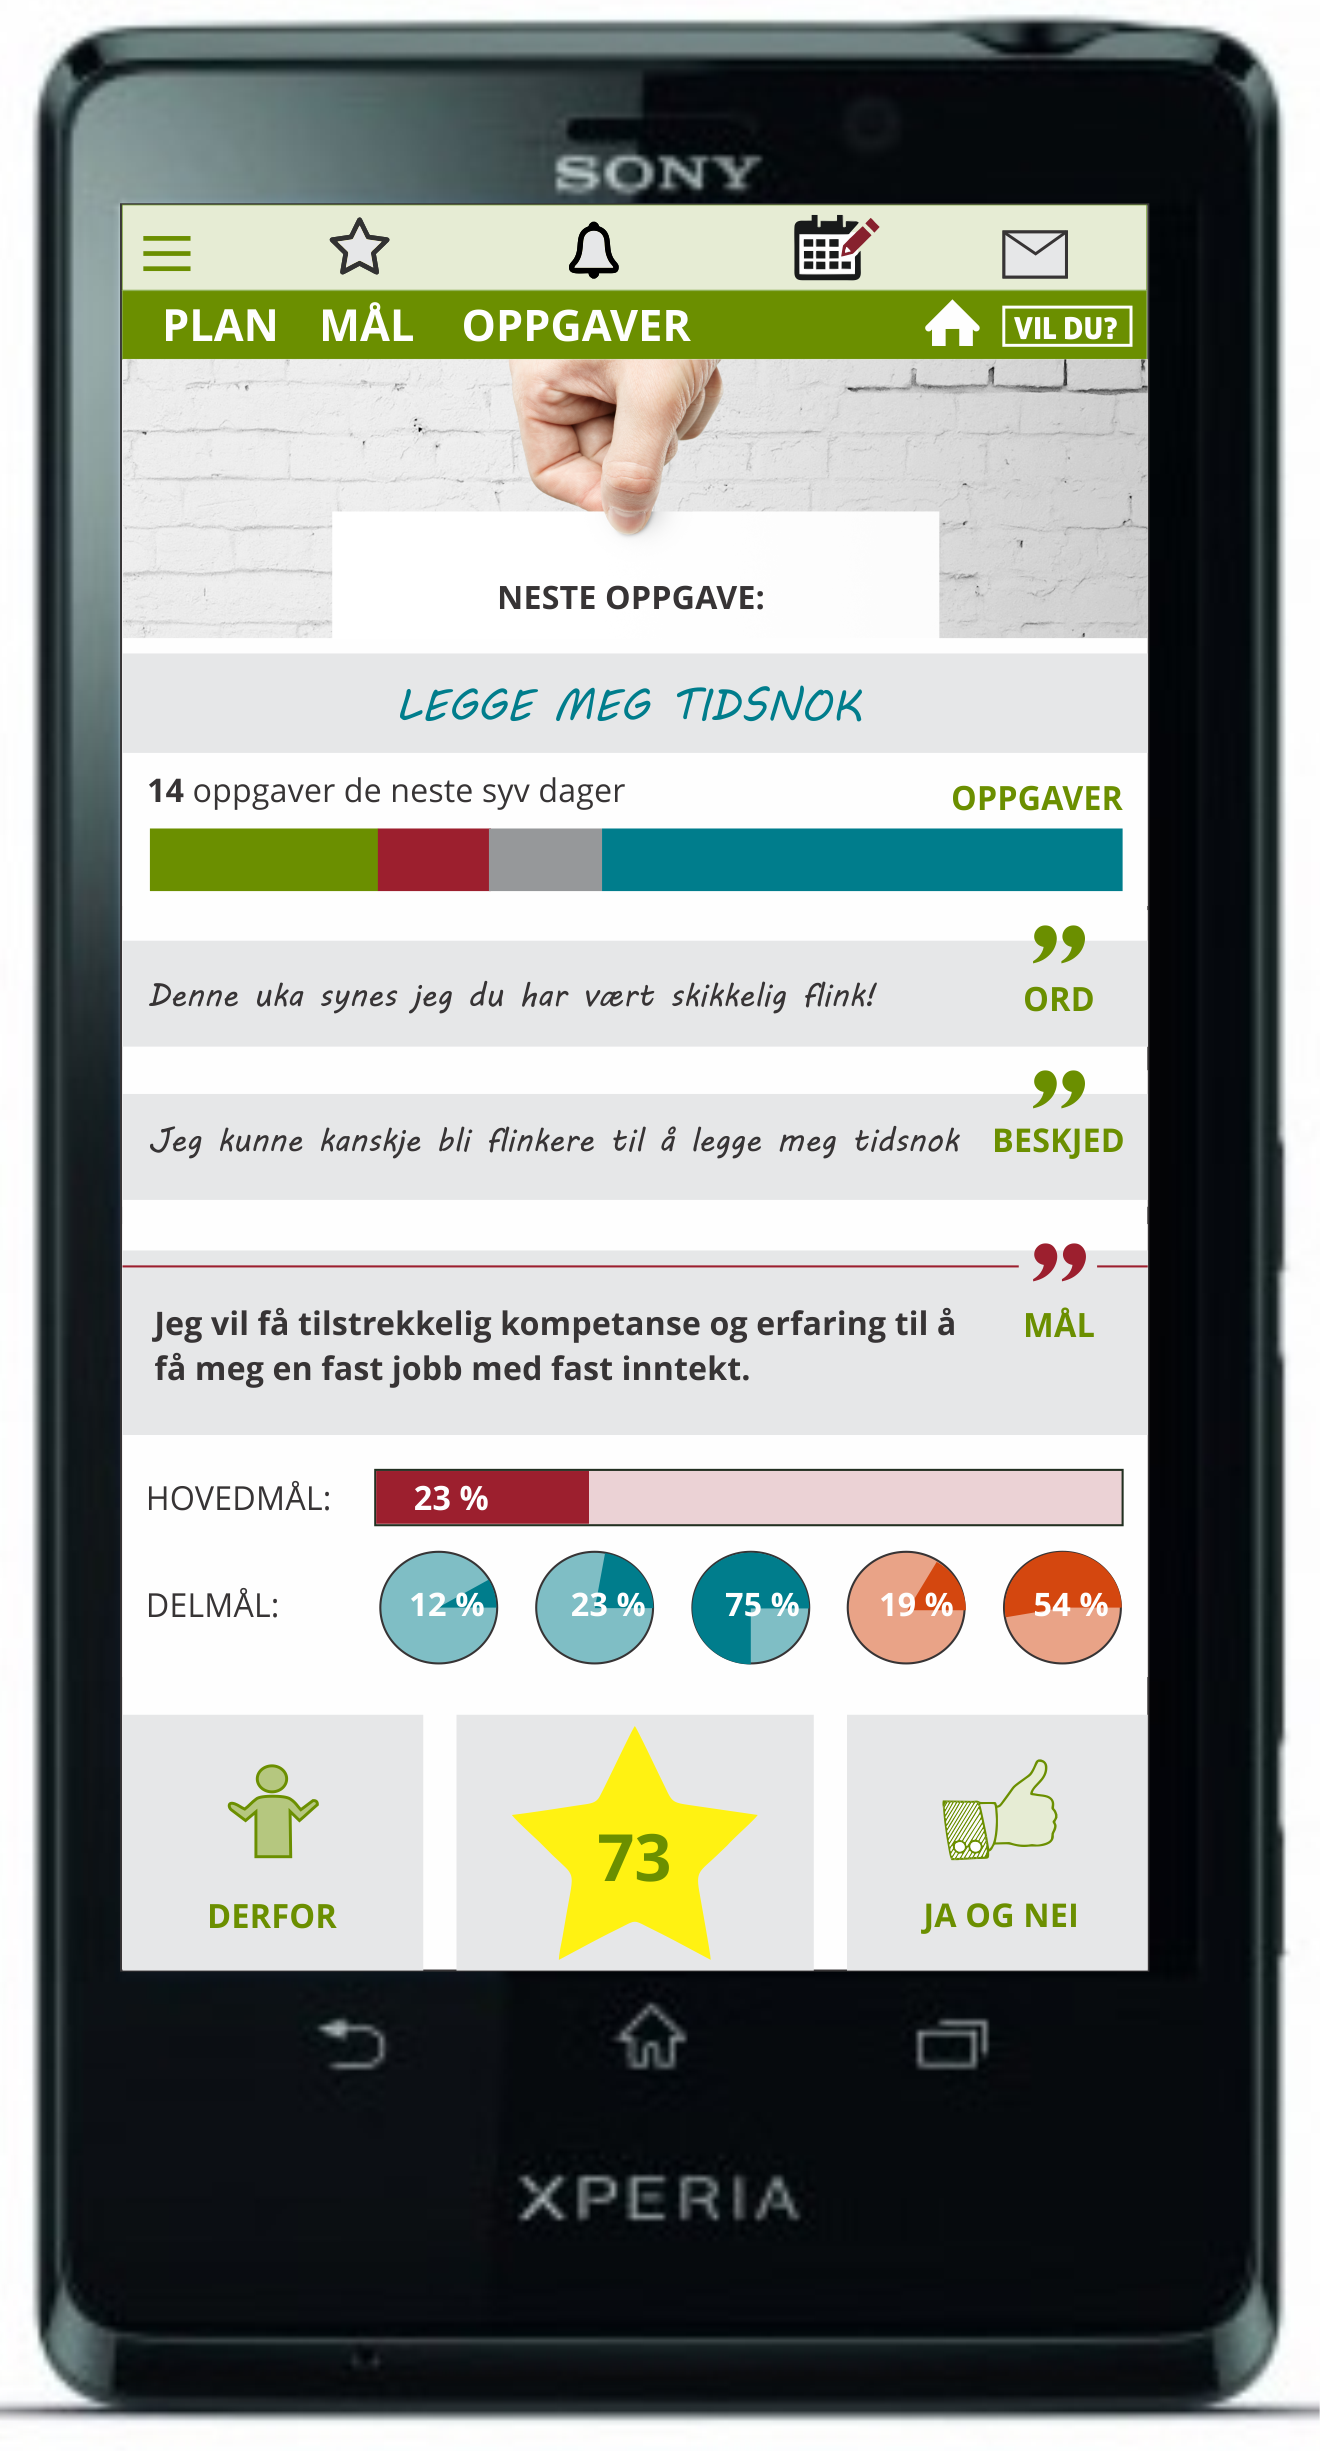 SONY
PLAN MÅL OPPGAVER VIL DU?
NESTE OPPGAVE:
LEGGE MEG TIDSNOK
14 oppgaver de neste syv dager
OPPGAVER
Denne uka synes jeg du har vært skikkelig flink!
ORD
Jeg kunne kanskje bli flinkere til å legge meg tidsnok
BESKJED
Jeg vil få tilstrekkelig kompetanse og erfaring til å
få meg en fast jobb med fast inntekt.
MÅL
HOVEDMÅL: 23 %
DELMÅL: 12 % 23 % 75 % 19 % 54 %
DERFOR
73
JA OG NEI
XPERIA